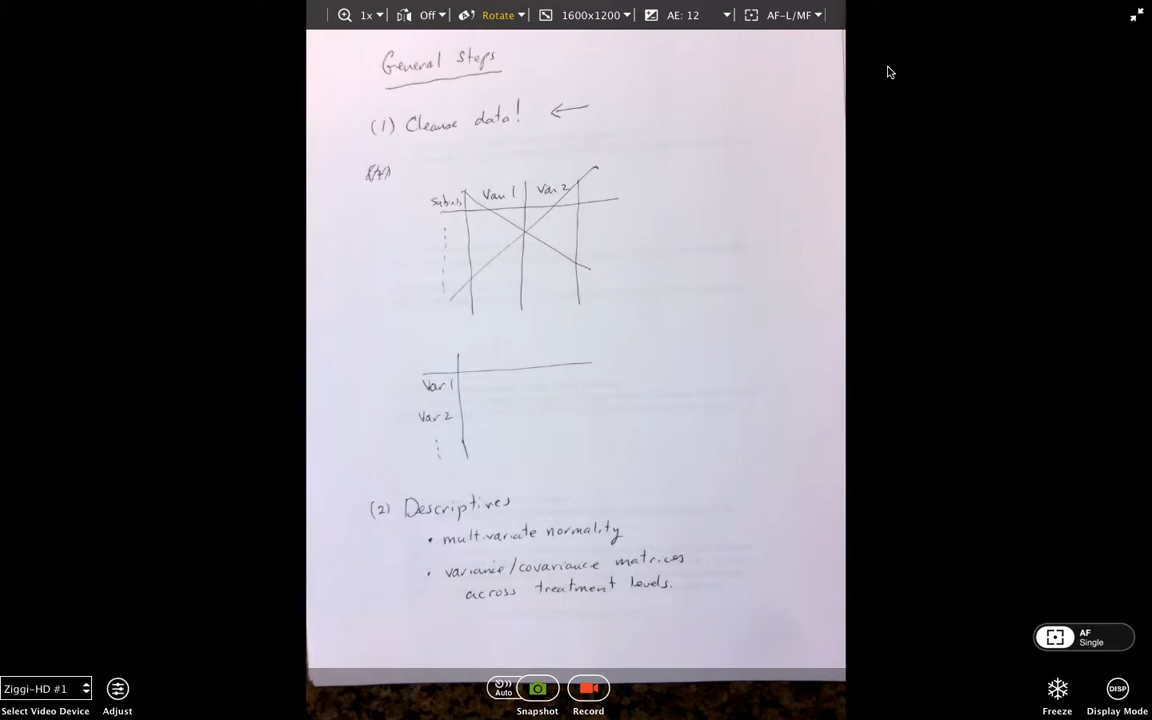 1x
Off
Rotate
1600x1200
AE: 12
AF-L/MF
General Steps
(1) Cleanse data!
Var 1
Var 2
Var 1
Var 2
(2) Descriptives
• multivariate normality
• variance/covariance matrices
across treatment levels.
AF
Single
Ziggi-HD #1
Select Video Device
Adjust
Auto
Snapshot
Record
Freeze
DISP
Display Mode